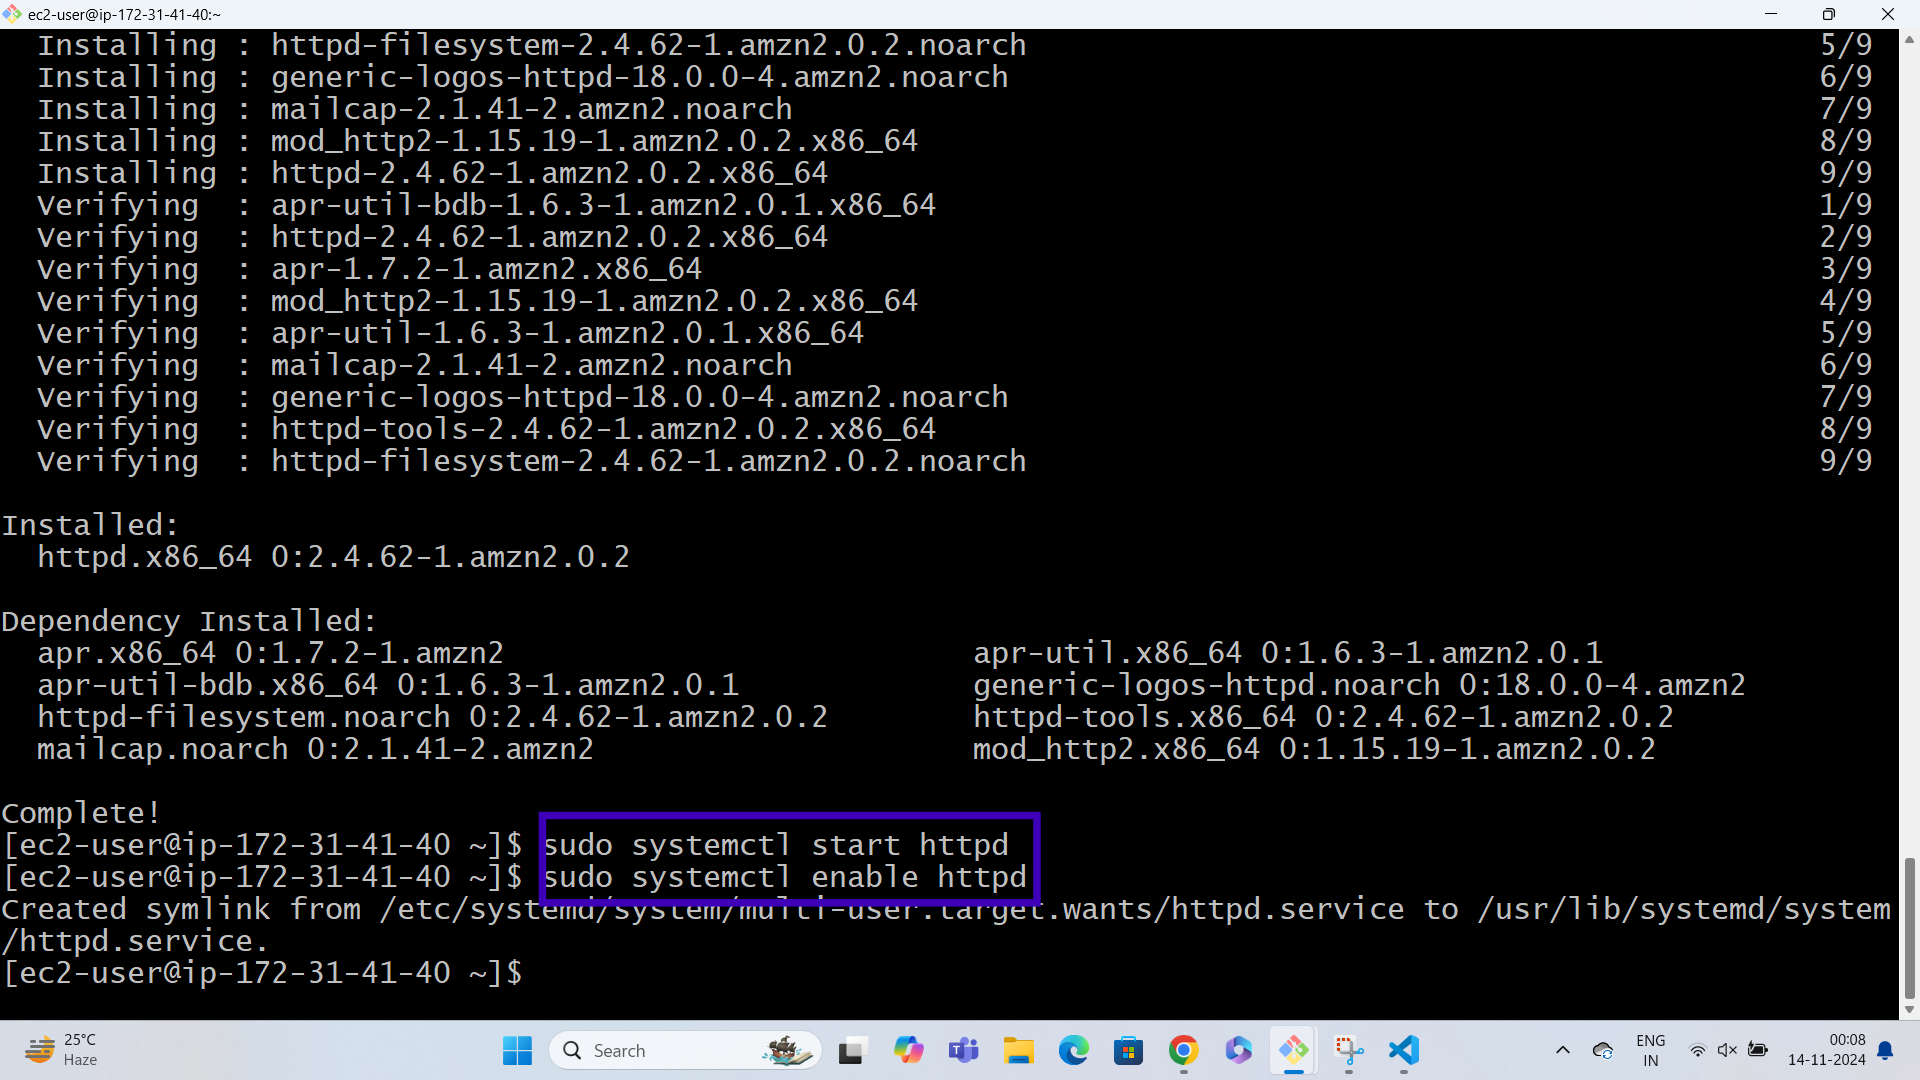 ec2-user@ip-172-31-41-40:~
Installing : httpd-filesystem-2.4.62-1.amzn2.0.2.noarch 5/9
Installing : generic-logos-httpd-18.0.0-4.amzn2.noarch 6/9
Installing : mailcap-2.1.41-2.amzn2.noarch 7/9
Installing : mod_http2-1.15.19-1.amzn2.0.2.x86_64 8/9
Installing : httpd-2.4.62-1.amzn2.0.2.x86_64 9/9
Verifying  : apr-util-bdb-1.6.3-1.amzn2.0.1.x86_64 1/9
Verifying  : httpd-2.4.62-1.amzn2.0.2.x86_64 2/9
Verifying  : apr-1.7.2-1.amzn2.x86_64 3/9
Verifying  : mod_http2-1.15.19-1.amzn2.0.2.x86_64 4/9
Verifying  : apr-util-1.6.3-1.amzn2.0.1.x86_64 5/9
Verifying  : mailcap-2.1.41-2.amzn2.noarch 6/9
Verifying  : generic-logos-httpd-18.0.0-4.amzn2.noarch 7/9
Verifying  : httpd-tools-2.4.62-1.amzn2.0.2.x86_64 8/9
Verifying  : httpd-filesystem-2.4.62-1.amzn2.0.2.noarch 9/9
Installed:
httpd.x86_64 0:2.4.62-1.amzn2.0.2
Dependency Installed:
apr.x86_64 0:1.7.2-1.amzn2 apr-util.x86_64 0:1.6.3-1.amzn2.0.1
apr-util-bdb.x86_64 0:1.6.3-1.amzn2.0.1 generic-logos-httpd.noarch 0:18.0.0-4.amzn2
httpd-filesystem.noarch 0:2.4.62-1.amzn2.0.2 httpd-tools.x86_64 0:2.4.62-1.amzn2.0.2
mailcap.noarch 0:2.1.41-2.amzn2 mod_http2.x86_64 0:1.15.19-1.amzn2.0.2
Complete!
[ec2-user@ip-172-31-41-40 ~]$ sudo systemctl start httpd
[ec2-user@ip-172-31-41-40 ~]$ sudo systemctl enable httpd
Created symlink from /etc/systemd/system/multi-user.target.wants/httpd.service to /usr/lib/systemd/system
/httpd.service.
[ec2-user@ip-172-31-41-40 ~]$
25°C
Haze
Search
ENG
IN
00:08
14-11-2024